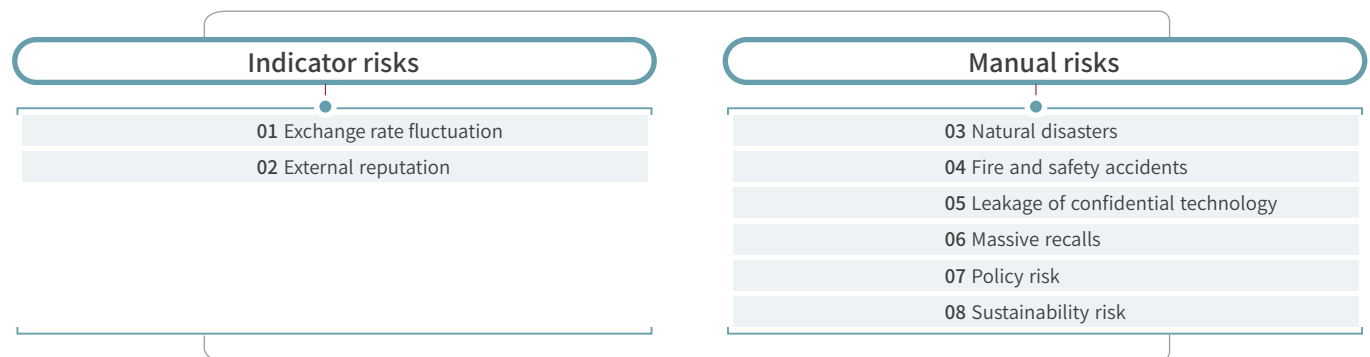 Indicator risks
01 Exchange rate fluctuation
02 External reputation
Manual risks
03 Natural disasters
04 Fire and safety accidents
05 Leakage of confidential technology
06 Massive recalls
07 Policy risk
08 Sustainability risk